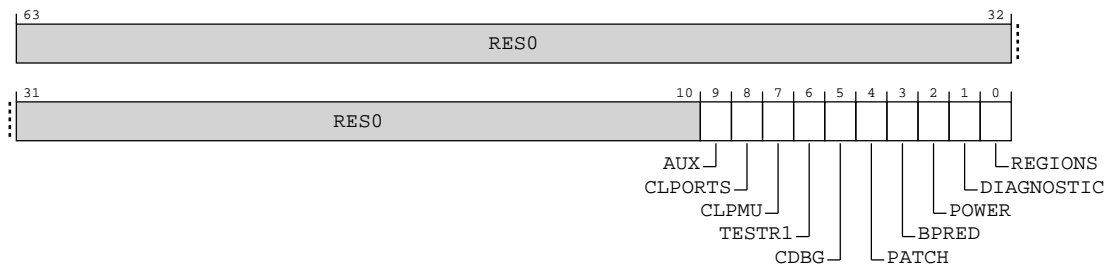 63 32
RES0
31 10 9 8 7 6 5 4 3 2 1 0
RES0
AUX REGIONS
CLPORTS DIAGNOSTIC
CLPMU POWER
TESTR1 BPRED
CDBG PATCH